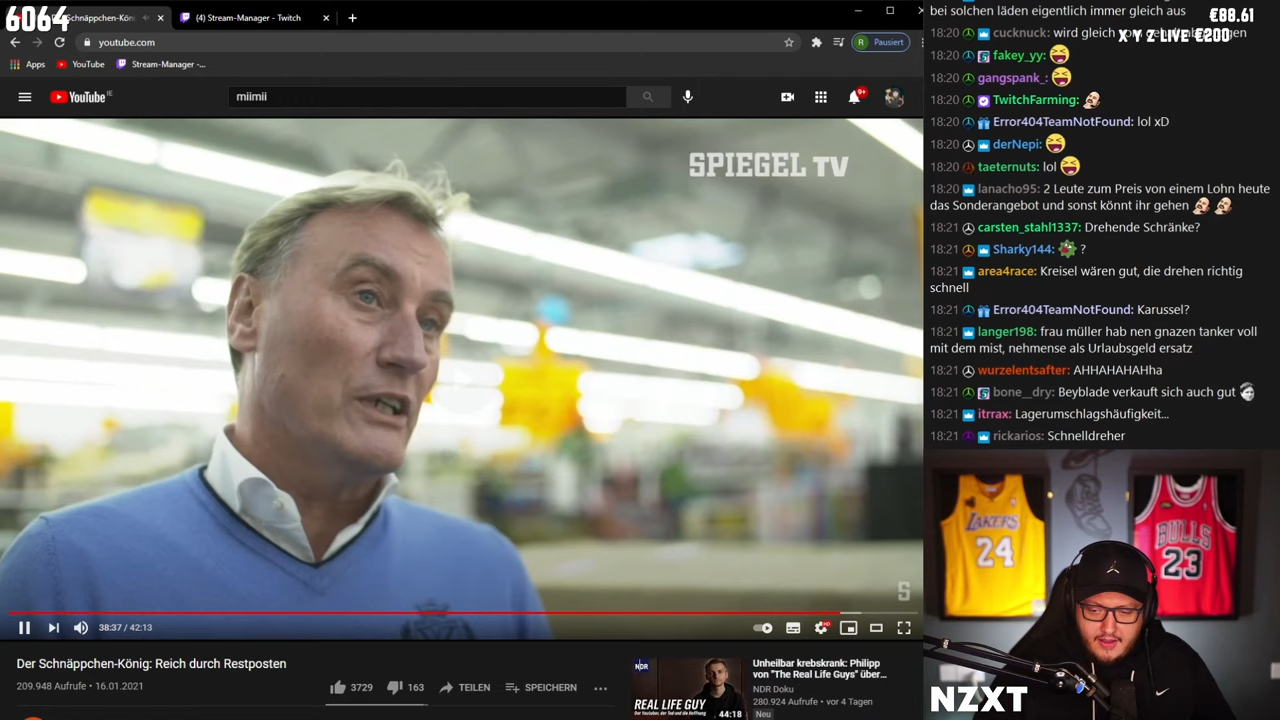 6064
Schnäppchen-Köni
(4) Stream-Manager - Twitch
youtube.com
R Pausiert
Apps
YouTube
Stream-Manager -...
YouTube IE
miimii
9+
SPIEGEL TV
S
38:37 / 42:13
HD
Der Schnäppchen-König: Reich durch Restposten
209.948 Aufrufe • 16.01.2021
3729
163
TEILEN
SPEICHERN
NDR
REAL LIFE GUY
44:18
Unheilbar krebskrank: Philipp
von "The Real Life Guys" über...
NDR Doku
280.924 Aufrufe • vor 4 Tagen
Neu
bei solchen läden eigentlich immer gleich aus
€88.61
18:20 cucknuck: wird gleich
X Y Z LIVE €200
18:20 fakey_yy:
18:20 gangspank_:
18:20 TwitchFarming:
18:20 Error404TeamNotFound: lol xD
18:20 derNepi:
18:20 taeternuts: lol
18:20 lanacho95: 2 Leute zum Preis von einem Lohn heute
das Sonderangebot und sonst könnt ihr gehen
18:21 carsten_stahl1337: Drehende Schränke?
18:21 Sharky144: ?
18:21 area4race: Kreisel wären gut, die drehen richtig
schnell
18:21 Error404TeamNotFound: Karussel?
18:21 langer198: frau müller hab nen gnazen tanker voll
mit dem mist, nehmense als Urlaubsgeld ersatz
18:21 wurzelentsafter: AHHAHAHAHha
18:21 bone__dry: Beyblade verkauft sich auch gut
18:21 itrrax: Lagerumschlagshäufigkeit...
18:21 rickarios: Schnelldreher
LAKERS
24
BULLS
23
NZXT